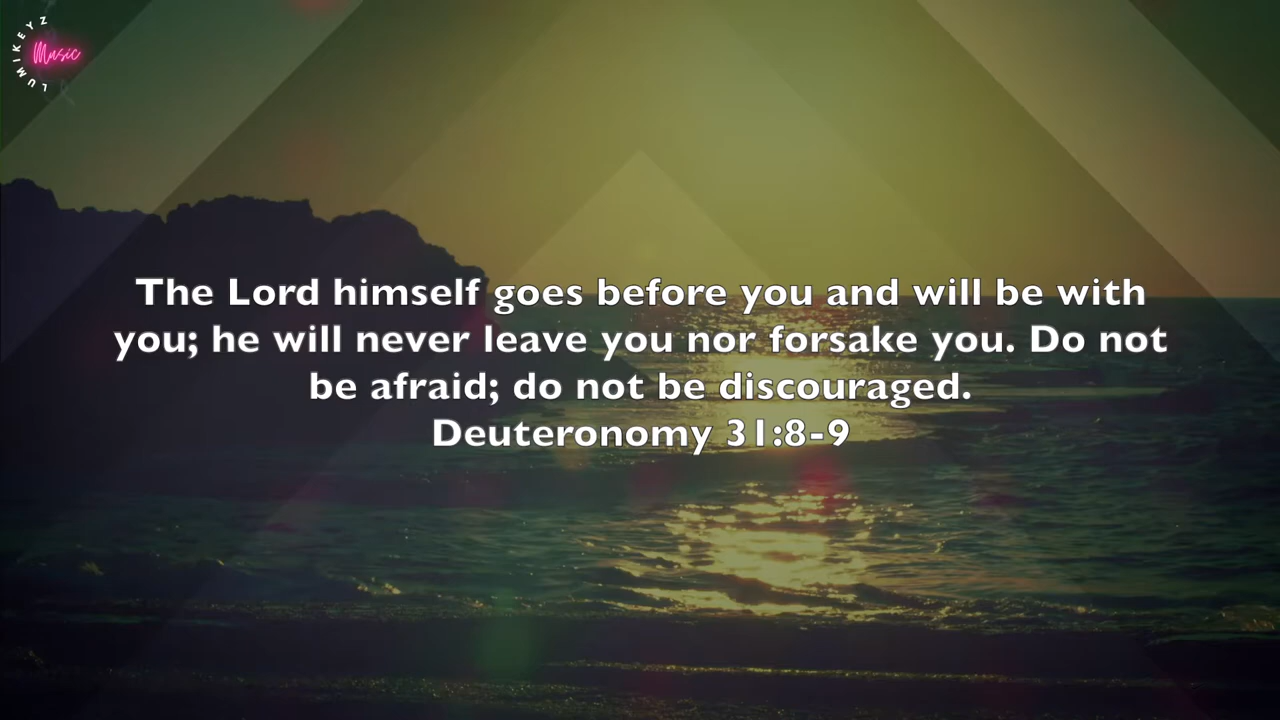 LUMIKEYZ
Music
The Lord himself goes before you and will be with
you; he will never leave you nor forsake you. Do not
be afraid; do not be discouraged.
Deuteronomy 31:8-9